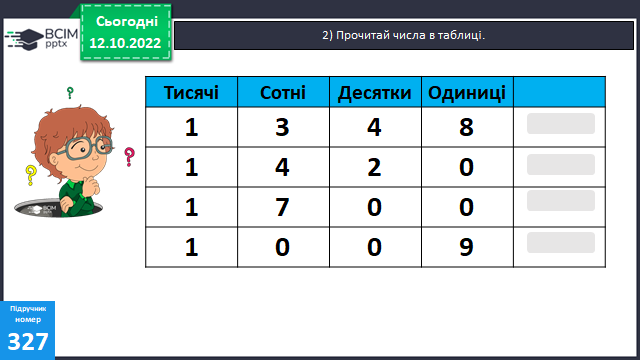 ВСІМ
pptx
Сьогодні
12.10.2022
2) Прочитай числа в таблиці.
Тисячі Сотні Десятки Одиниці
1 3 4 8
1 4 2 0
1 7 0 0
1 0 0 9
Підручник
номер
327